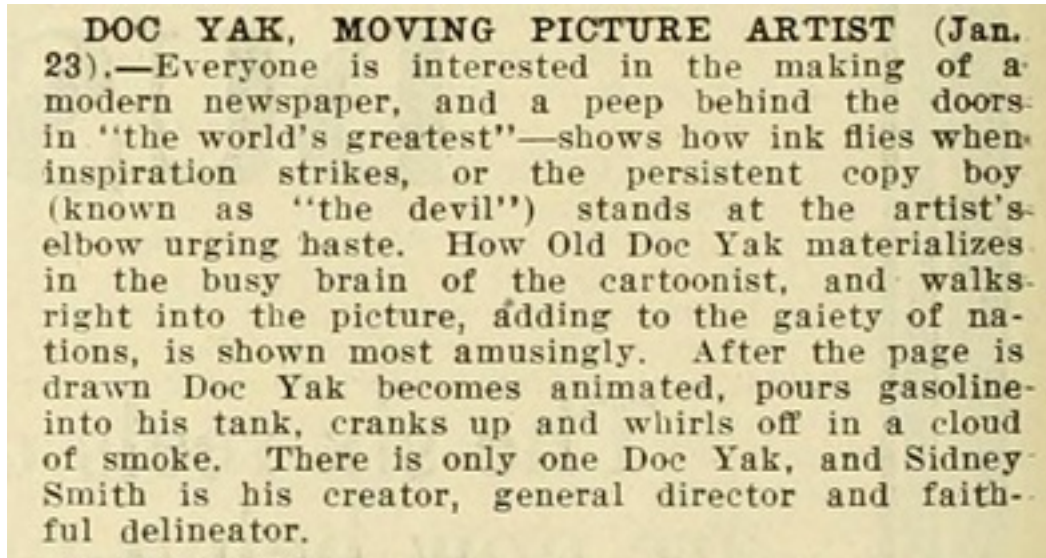 DOC YAK, MOVING PICTURE ARTIST (Jan.
23).—Everyone is interested in the making of a
modern newspaper, and a peep behind the doors
in "the world's greatest"—shows how ink flies when
inspiration strikes, or the persistent copy boy
(known as "the devil") stands at the artist's
elbow urging haste. How Old Doc Yak materializes
in the busy brain of the cartoonist, and walks
right into the picture, adding to the gaiety of na-
tions, is shown most amusingly. After the page is
drawn Doc Yak becomes animated, pours gasoline
into his tank, cranks up and whirls off in a cloud
of smoke. There is only one Doc Yak, and Sidney
Smith is his creator, general director and faith-
ful delineator.